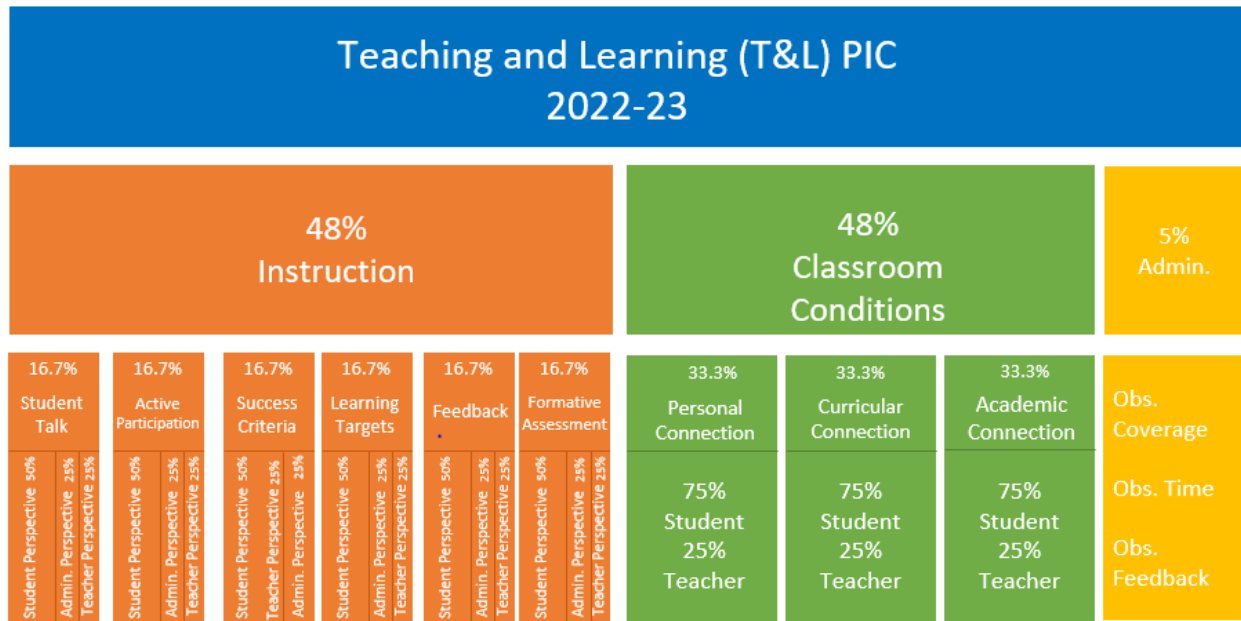 Teaching and Learning (T&L) PIC
2022-23
48%
Instruction
48%
Classroom
Conditions
5%
Admin.
16.7%
Student
Talk
Student Perspective 50%
Admin. Perspective 25%
Teacher Perspective 25%
16.7%
Active
Participation
Student Perspective 50%
Admin. Perspective 25%
Teacher Perspective 25%
16.7%
Success
Criteria
Student Perspective 50%
Teacher Perspective 25%
Admin. Perspective 25%
16.7%
Learning
Targets
Student Perspective 50%
Admin. Perspective 25%
Teacher Perspective 25%
16.7%
Feedback
Student Perspective 50%
Admin. Perspective 25%
Teacher Perspective 25%
16.7%
Formative
Assessment
Student Perspective 50%
Admin. Perspective 25%
Teacher Perspective 25%
33.3%
Personal
Connection
75%
Student
25%
Teacher
33.3%
Curricular
Connection
75%
Student
25%
Teacher
33.3%
Academic
Connection
75%
Student
25%
Teacher
Obs.
Coverage
Obs. Time
Obs.
Feedback